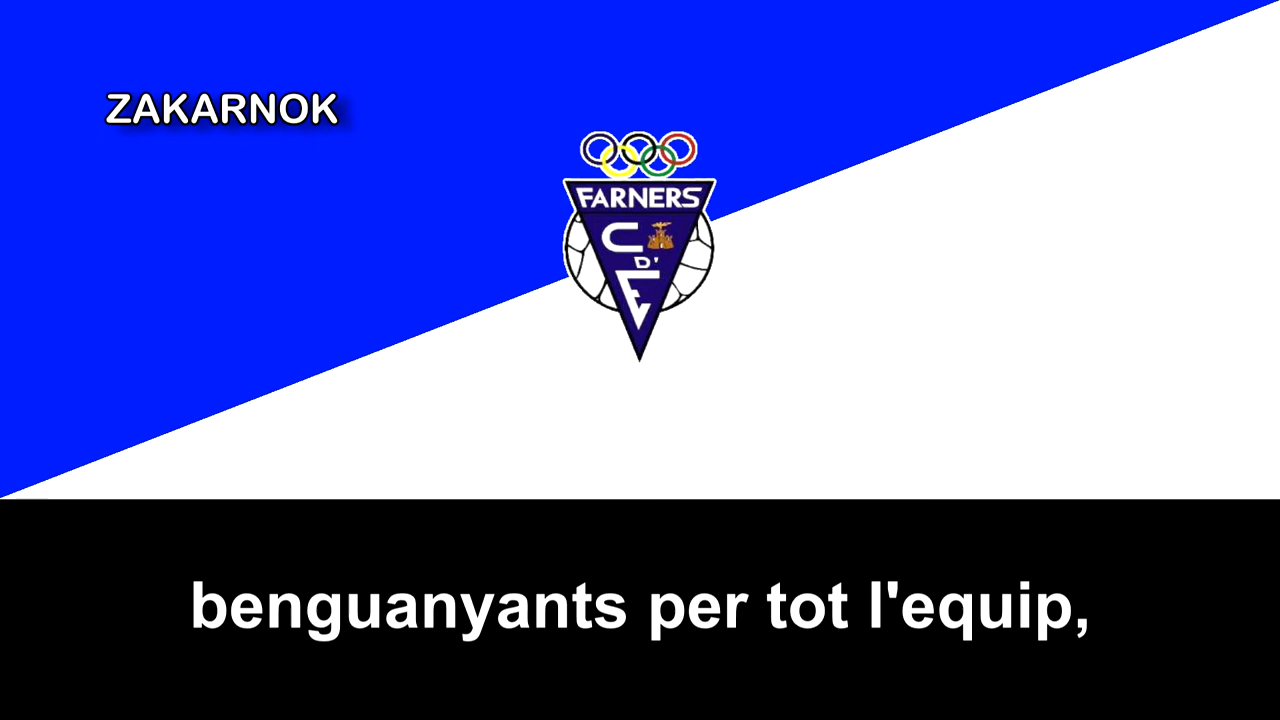 ZAKARNOK
FARNERS
C
D'
E
benguanyants per tot l'equip,